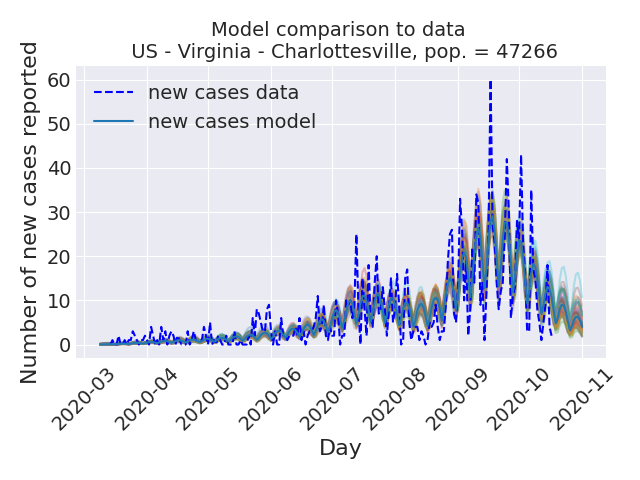 Model comparison to data
US - Virginia - Charlottesville, pop. = 47266
Number of new cases reported
60
50
40
30
20
10
0
new cases data
new cases model
2020-03
2020-04
2020-05
2020-06
2020-07
2020-08
2020-09
2020-10
2020-11
Day